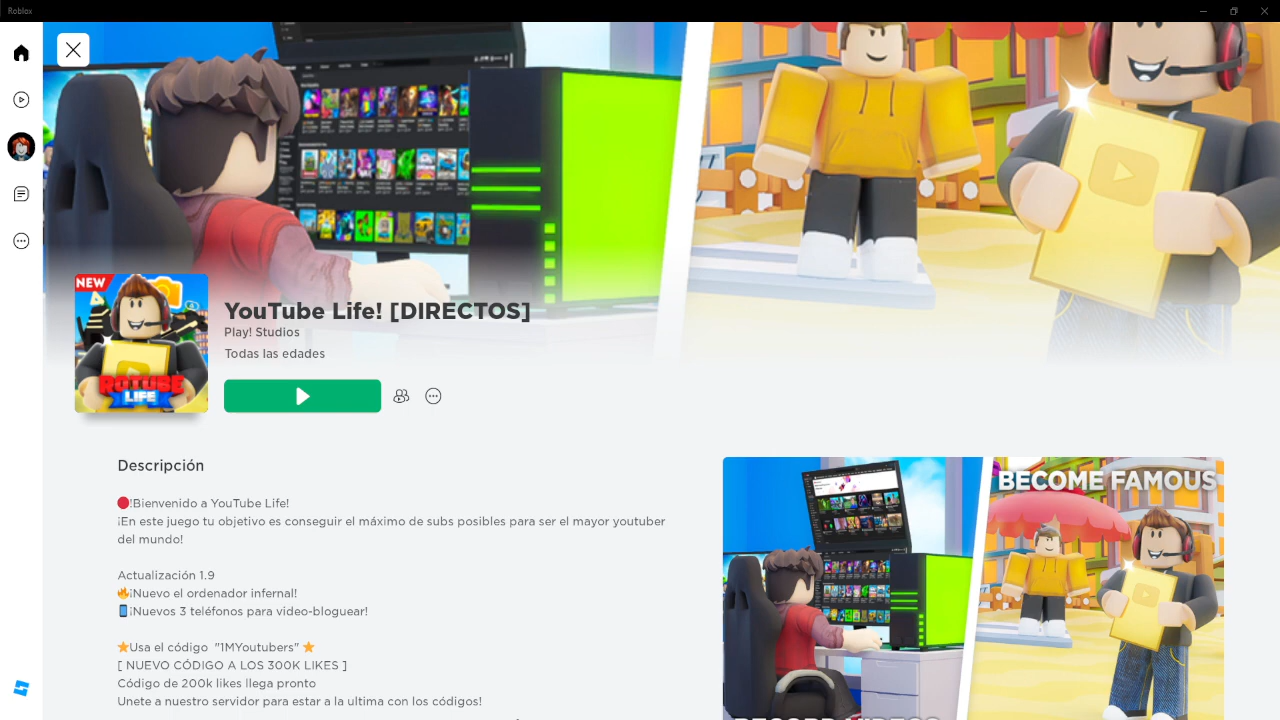 Roblox
NEW
ROTUBE
LIFE
YouTube Life! [DIRECTOS]
Play! Studios
Todas las edades
Descripción
🔴!Bienvenido a YouTube Life!
¡En este juego tu objetivo es conseguir el máximo de subs posibles para ser el mayor youtuber
del mundo!
Actualización 1.9
🔥¡Nuevo el ordenador infernal!
📱¡Nuevos 3 teléfonos para video-bloguear!
⭐Usa el código "1MYoutubers" ⭐
[ NUEVO CÓDIGO A LOS 300K LIKES ]
Código de 200k likes llega pronto
Unete a nuestro servidor para estar a la ultima con los códigos!
BECOME FAMOUS
RECORD VIDEOS